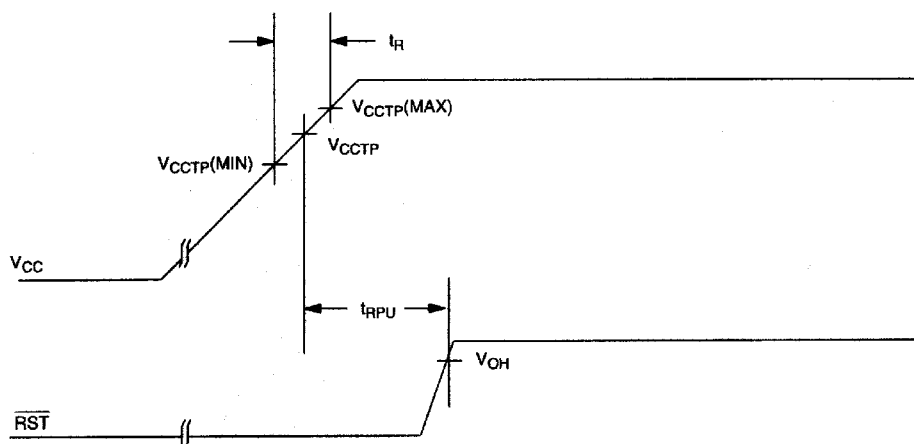 tR
VCCTP(MAX)
VCCTP
VCCTP(MIN)
VCC
tRPU
VOH
RST